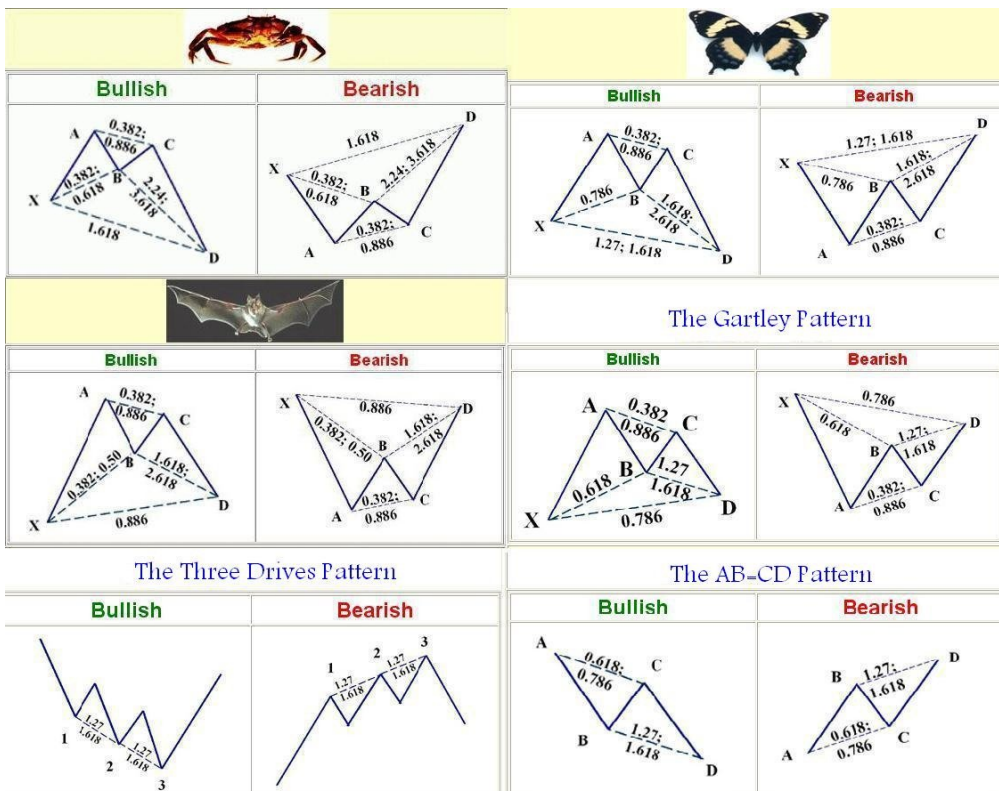 Bullish
Bearish
A
0.382;
0.886
C
0.382;
0.618
B
2.24;
3.618
X
1.618
D
D
1.618
X
0.382;
0.618
B
2.24; 3.618
0.382;
0.886
A
C
Bullish
Bearish
A
0.382;
0.886
C
0.786
B
1.618;
2.618
X
1.27; 1.618
D
D
1.27; 1.618
X
0.786
B
1.618;
2.618
0.382;
0.886
A
C
Bullish
Bearish
A
0.382;
0.886
C
0.382; 0.50
B
1.618;
2.618
X
0.886
D
X
0.886
D
0.382; 0.50
B
1.618;
2.618
0.382;
0.886
A
C
The Gartley Pattern
Bullish
Bearish
A
0.382
0.886
C
B
1.27
1.618
0.618
X
0.786
D
X
0.786
D
0.618
B
1.27;
1.618
0.382;
0.886
A
C
The Three Drives Pattern
Bullish
Bearish
1
1.27
1.618
2
1.27
1.618
3
1
1.27
1.618
2
1.27
1.618
3
The AB=CD Pattern
Bullish
Bearish
A
0.618;
0.786
C
B
1.27;
1.618
D
B
1.27;
1.618
D
0.618;
0.786
A
C